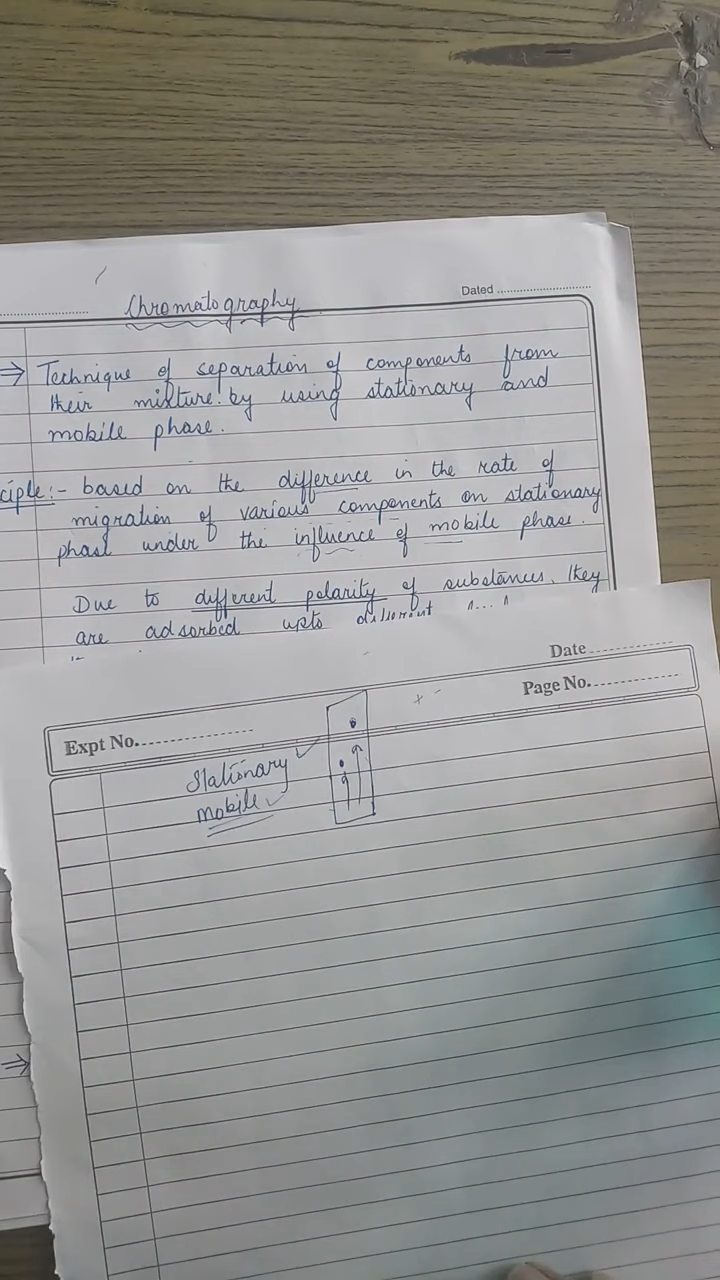 Dated
Chromatography
⇒ Technique of separation of components from
their mixture by using stationary and
mobile phase.
ciple:- based on the difference in the rate of
migration of various components on stationary
phase under the influence of mobile phase.
Due to different polarity of substances, they
are adsorbed upto different
Date
Page No.
Expt No.
+ -
Stationary ✓
mobile ✓
⇒